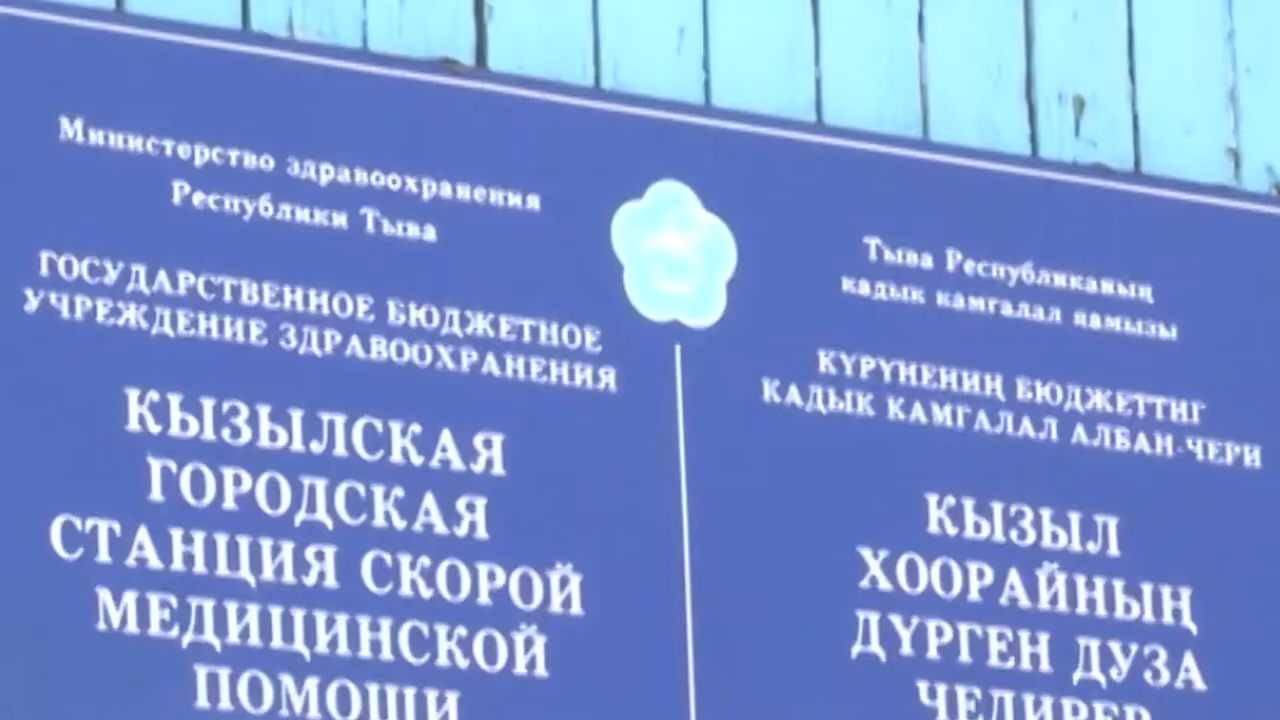 Министерство здравоохранения
Республики Тыва
ГОСУДАРСТВЕННОЕ БЮДЖЕТНОЕ
УЧРЕЖДЕНИЕ ЗДРАВООХРАНЕНИЯ
КЫЗЫЛСКАЯ
ГОРОДСКАЯ
СТАНЦИЯ СКОРОЙ
МЕДИЦИНСКОЙ
ПОМОЩИ
Тыва Республиканың
кадык камгалал яамызы
КҮРҮНЕНИҢ БЮДЖЕТТИГ
КАДЫК КАМГАЛАЛ АЛБАН-ЧЕРИ
КЫЗЫЛ
ХООРАЙНЫҢ
ДҮРГЕН ДУЗА